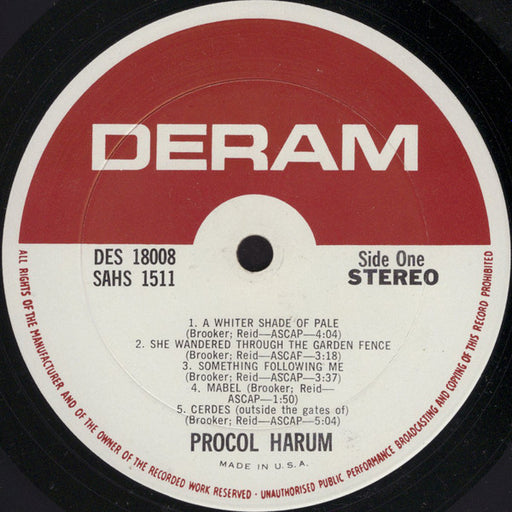 DERAM
DES 18008
SAHS 1511
Side One
STEREO
1. A WHITER SHADE OF PALE
(Brooker; Reid—ASCAP—4:04)
2. SHE WANDERED THROUGH THE GARDEN FENCE
(Brooker; Reid—ASCAP—3:18)
3. SOMETHING FOLLOWING ME
(Brooker; Reid—ASCAP—3:37)
4. MABEL (Brooker; Reid—
ASCAP—1:50)
5. CERDES (outside the gates of)
(Brooker; Reid—ASCAP—5:04)
PROCOL HARUM
MADE IN U.S.A.
ALL RIGHTS OF THE MANUFACTURER AND OF THE OWNER OF THE RECORDED WORK RESERVED · UNAUTHORISED PUBLIC PERFORMANCE BROADCASTING AND COPYING OF THIS RECORD PROHIBITED